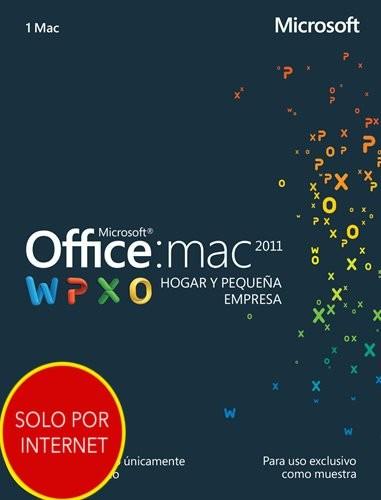 1 Mac
Microsoft
Microsoft®
Office:mac 2011
W P X O
HOGAR Y PEQUEÑA
EMPRESA
SOLO POR
INTERNET
únicamente
Para uso exclusivo
como muestra